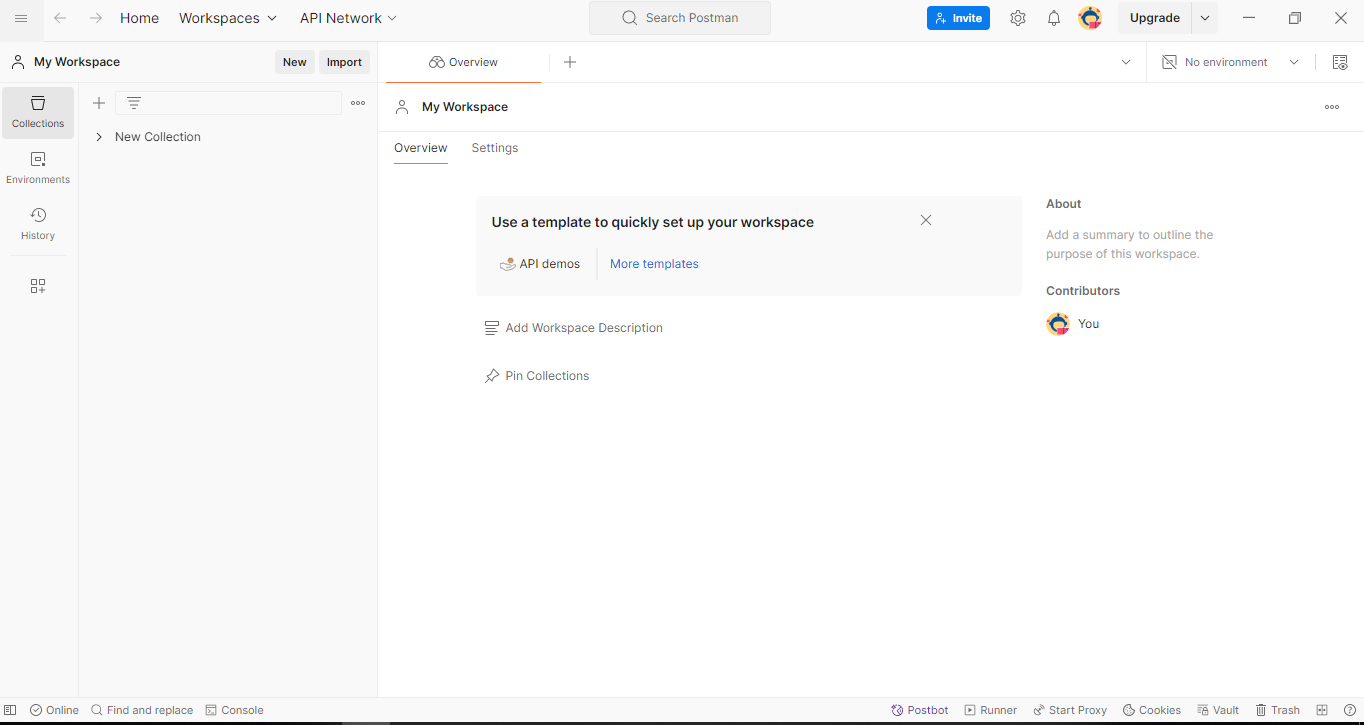 Home Workspaces API Network Search Postman Invite Upgrade
My Workspace New Import Overview No environment
Collections
Environments
History
New Collection
My Workspace
Overview Settings
Use a template to quickly set up your workspace
API demos More templates
Add Workspace Description
Pin Collections
About
Add a summary to outline the
purpose of this workspace.
Contributors
You
Online Find and replace Console Postbot Runner Start Proxy Cookies Vault Trash